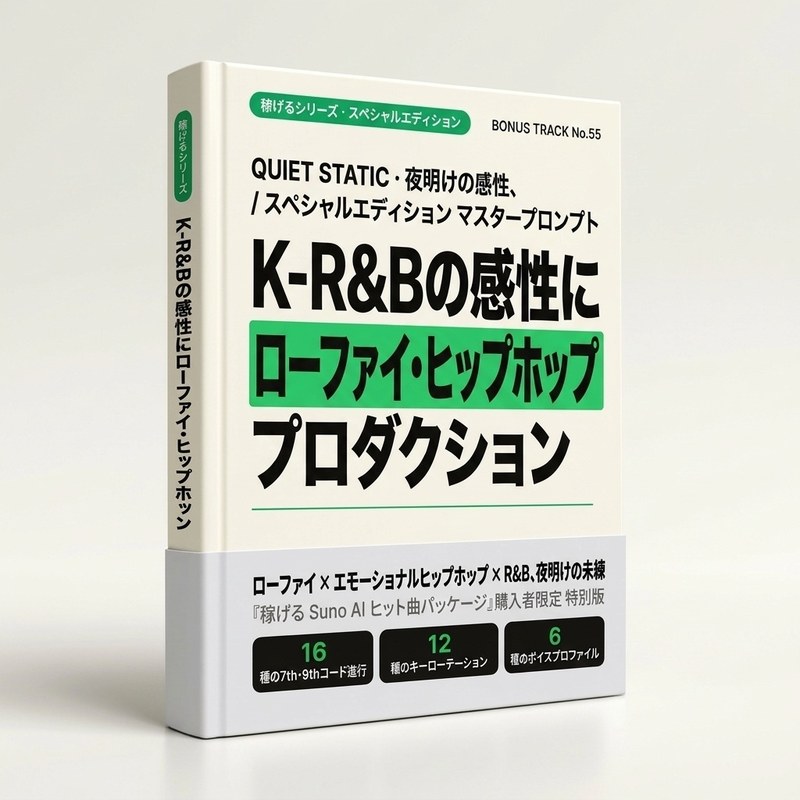 稼げるシリーズ・スペシャルエディション
BONUS TRACK No.55
QUIET STATIC・夜明けの感性、
/ スペシャルエディション マスタープロンプト
K-R&Bの感性に
ローファイ・ヒップホップ
プロダクション
ローファイ×エモーショナルヒップホップ×R&B、夜明けの未練
『稼げる Suno AI ヒット曲パッケージ』購入者限定 特別版
16
種の7th・9thコード進行
12
種のキーローテーション
6
種のボイスプロファイル
稼げるシリーズ
K-R&Bの感性にローファイ・ヒップホッン